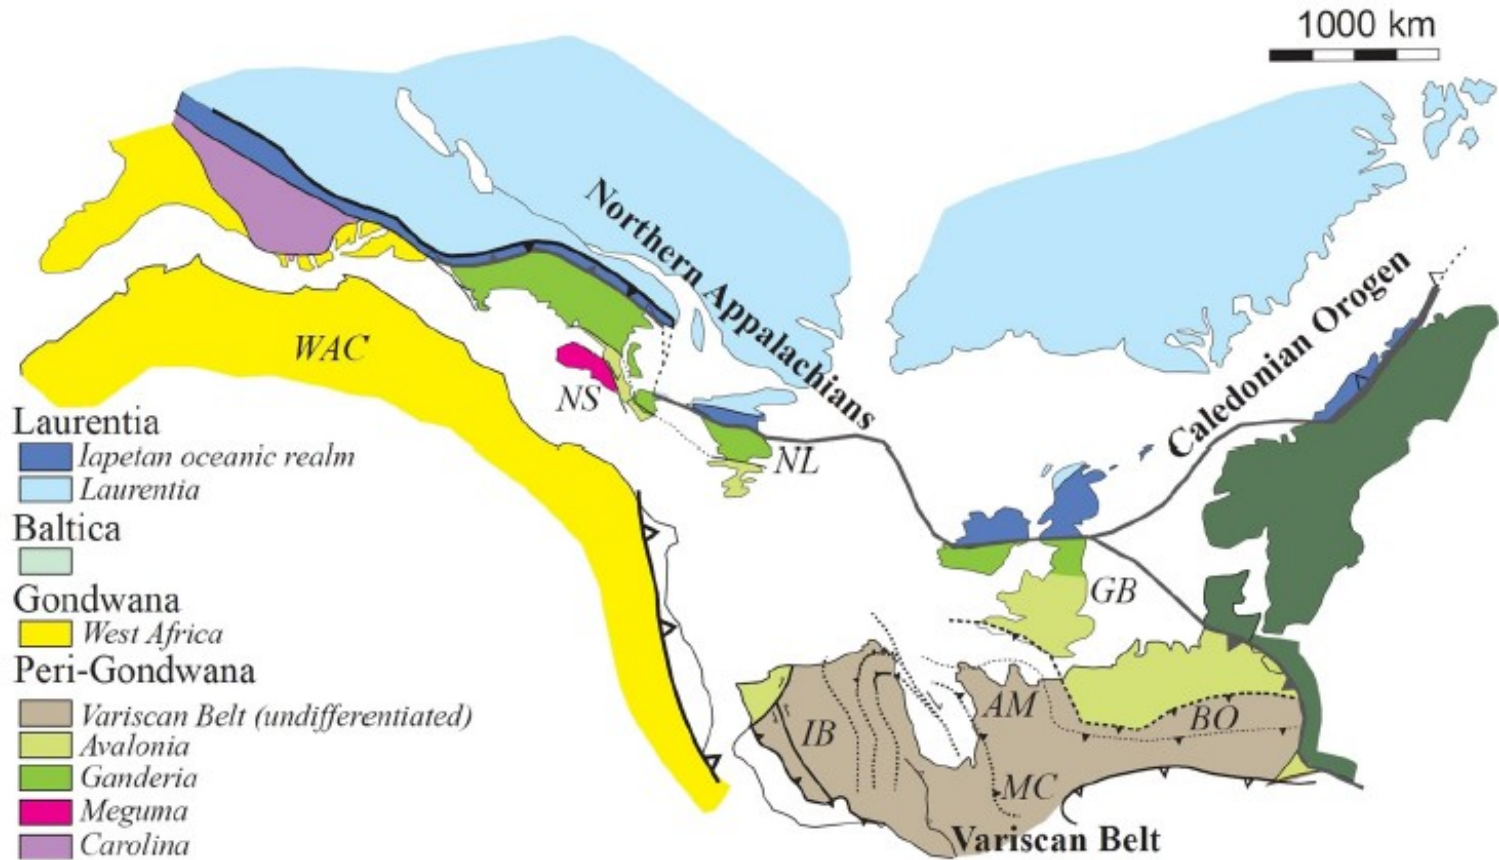 1000 km
Northern Appalachians
Caledonian Orogen
WAC
NS
NL
GB
Laurentia
Iapetan oceanic realm
Laurentia
Baltica
Gondwana
West Africa
Peri-Gondwana
Variscan Belt (undifferentiated)
Avalonia
Ganderia
Meguma
Carolina
IB
AM
BO
MC
Variscan Belt